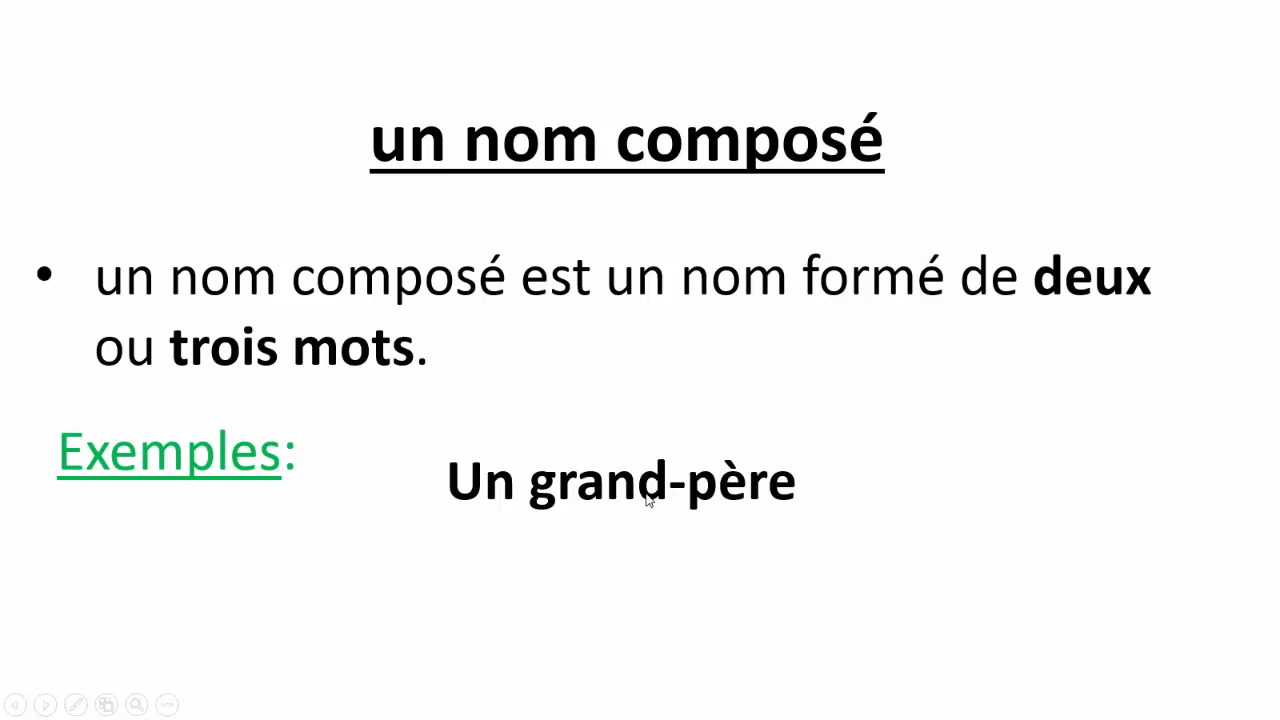 un nom composé
• un nom composé est un nom formé de deux
ou trois mots.
Exemples:
Un grand-père